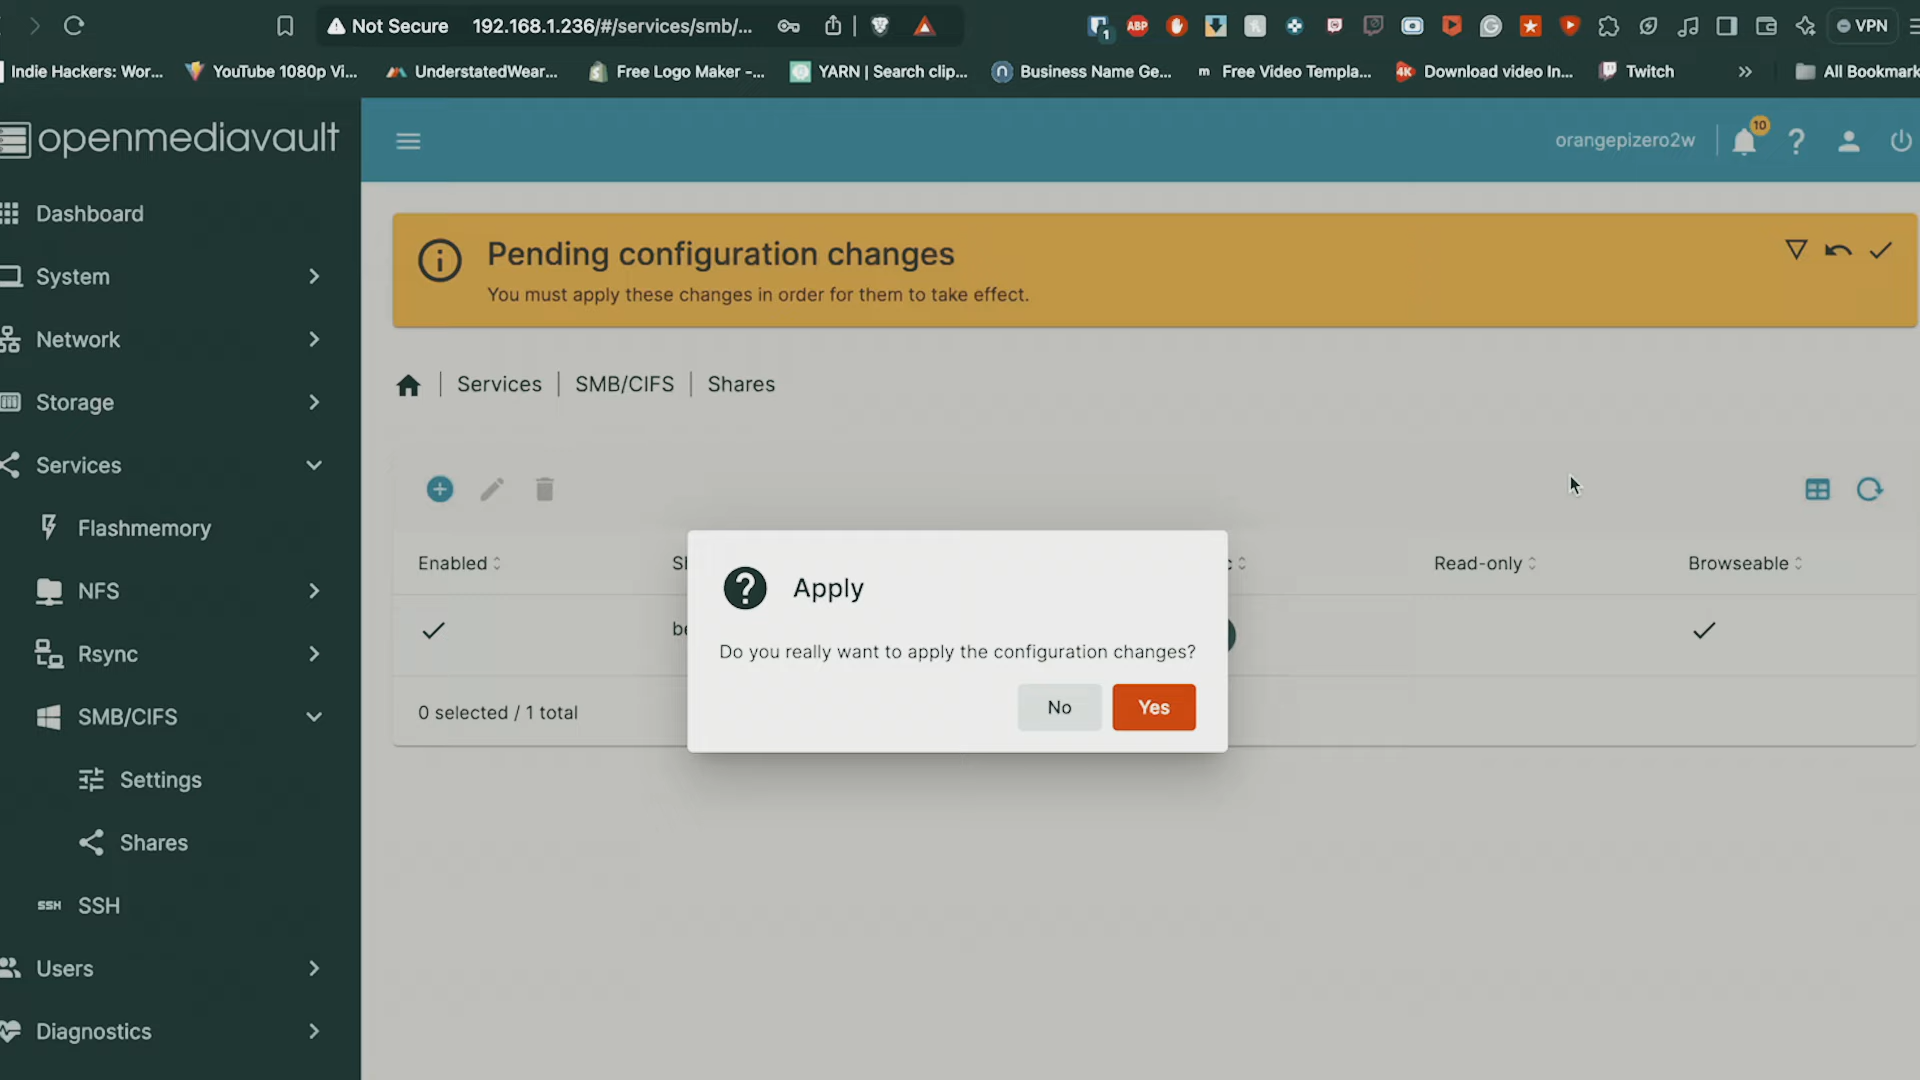 Not Secure 192.168.1.236/#/services/smb/...
1
ABP
VPN
Indie Hackers: Wor...
YouTube 1080p Vi...
UnderstatedWear...
Free Logo Maker -...
YARN | Search clip...
n Business Name Ge...
m Free Video Templa...
4K Download video In...
Twitch
All Bookmark
openmediavault
orangepizero2w
10
Dashboard
System
Network
Storage
Services
Flashmemory
NFS
Rsync
SMB/CIFS
Settings
Shares
SSH SSH
Users
Diagnostics
Pending configuration changes
You must apply these changes in order for them to take effect.
Services | SMB/CIFS | Shares
Enabled
Read-only
Browseable
0 selected / 1 total
Apply
Do you really want to apply the configuration changes?
No
Yes